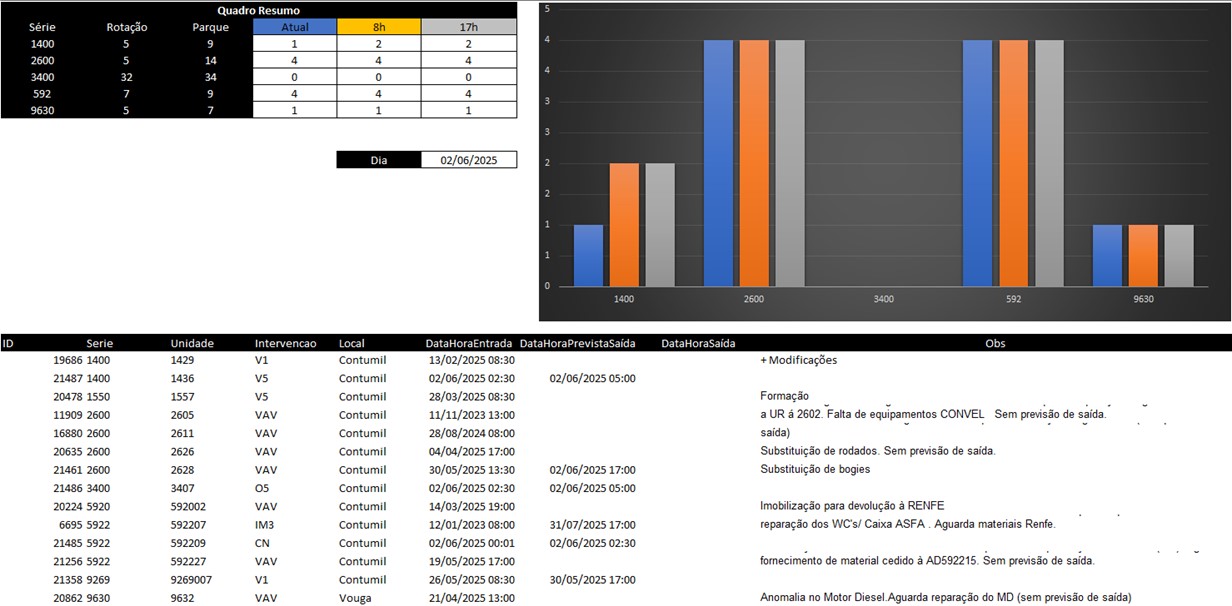 Quadro Resumo
Série Rotação Parque Atual 8h 17h
1400 5 9 1 2 2
2600 5 14 4 4 4
3400 32 34 0 0 0
592 7 9 4 4 4
9630 5 7 1 1 1
Dia 02/06/2025
5
4
4
3
3
2
2
1
1
0
1400 2600 3400 592 9630
ID Serie Unidade Intervencao Local DataHoraEntrada DataHoraPrevistaSaída DataHoraSaída Obs
19686 1400 1429 V1 Contumil 13/02/2025 08:30 + Modificações
21487 1400 1436 V5 Contumil 02/06/2025 02:30 02/06/2025 05:00
20478 1550 1557 V5 Contumil 28/03/2025 08:30 Formação
11909 2600 2605 VAV Contumil 11/11/2023 13:00 a UR á 2602. Falta de equipamentos CONVEL Sem previsão de saída.
16880 2600 2611 VAV Contumil 28/08/2024 08:00 saída)
20635 2600 2626 VAV Contumil 04/04/2025 17:00 Substituição de rodados. Sem previsão de saída.
21461 2600 2628 VAV Contumil 30/05/2025 13:30 02/06/2025 17:00 Substituição de bogies
21486 3400 3407 O5 Contumil 02/06/2025 02:30 02/06/2025 05:00
20224 5920 592002 VAV Contumil 14/03/2025 19:00 Imobilização para devolução à RENFE
6695 5922 592207 IM3 Contumil 12/01/2023 08:00 31/07/2025 17:00 reparação dos WC's/ Caixa ASFA . Aguarda materiais Renfe.
21485 5922 592209 CN Contumil 02/06/2025 00:01 02/06/2025 02:30
21256 5922 592227 VAV Contumil 19/05/2025 17:00 fornecimento de material cedido à AD592215. Sem previsão de saída.
21358 9269 9269007 V1 Contumil 26/05/2025 08:30 30/05/2025 17:00
20862 9630 9632 VAV Vouga 21/04/2025 13:00 Anomalia no Motor Diesel.Aguarda reparação do MD (sem previsão de saída)